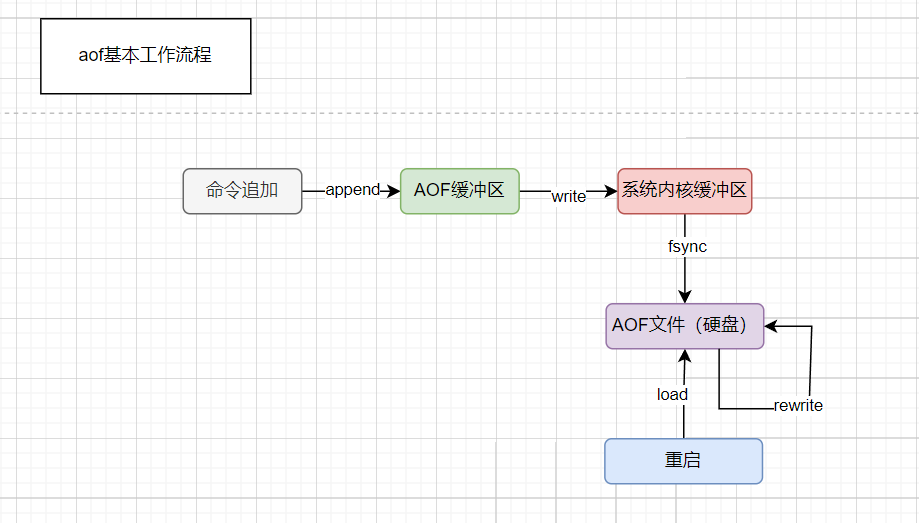 aof基本工作流程
命令追加
append
AOF缓冲区
write
系统内核缓冲区
fsync
AOF文件（硬盘）
load
rewrite
重启